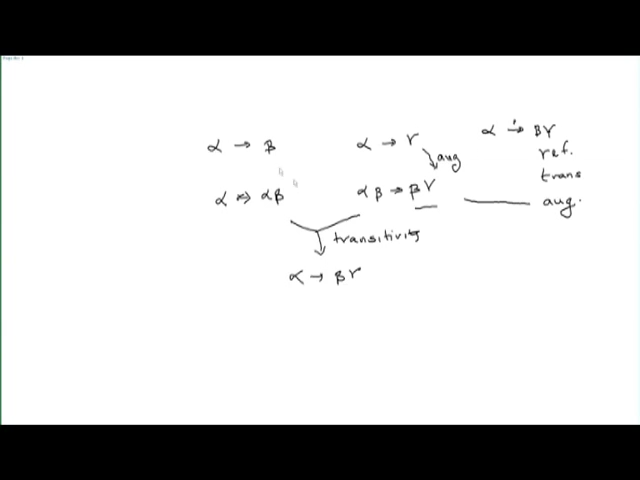 α → β
α → γ
α → βγ
aug
ref.
trans
aug.
α → αβ
αβ → βγ
transitivity
α → βγ